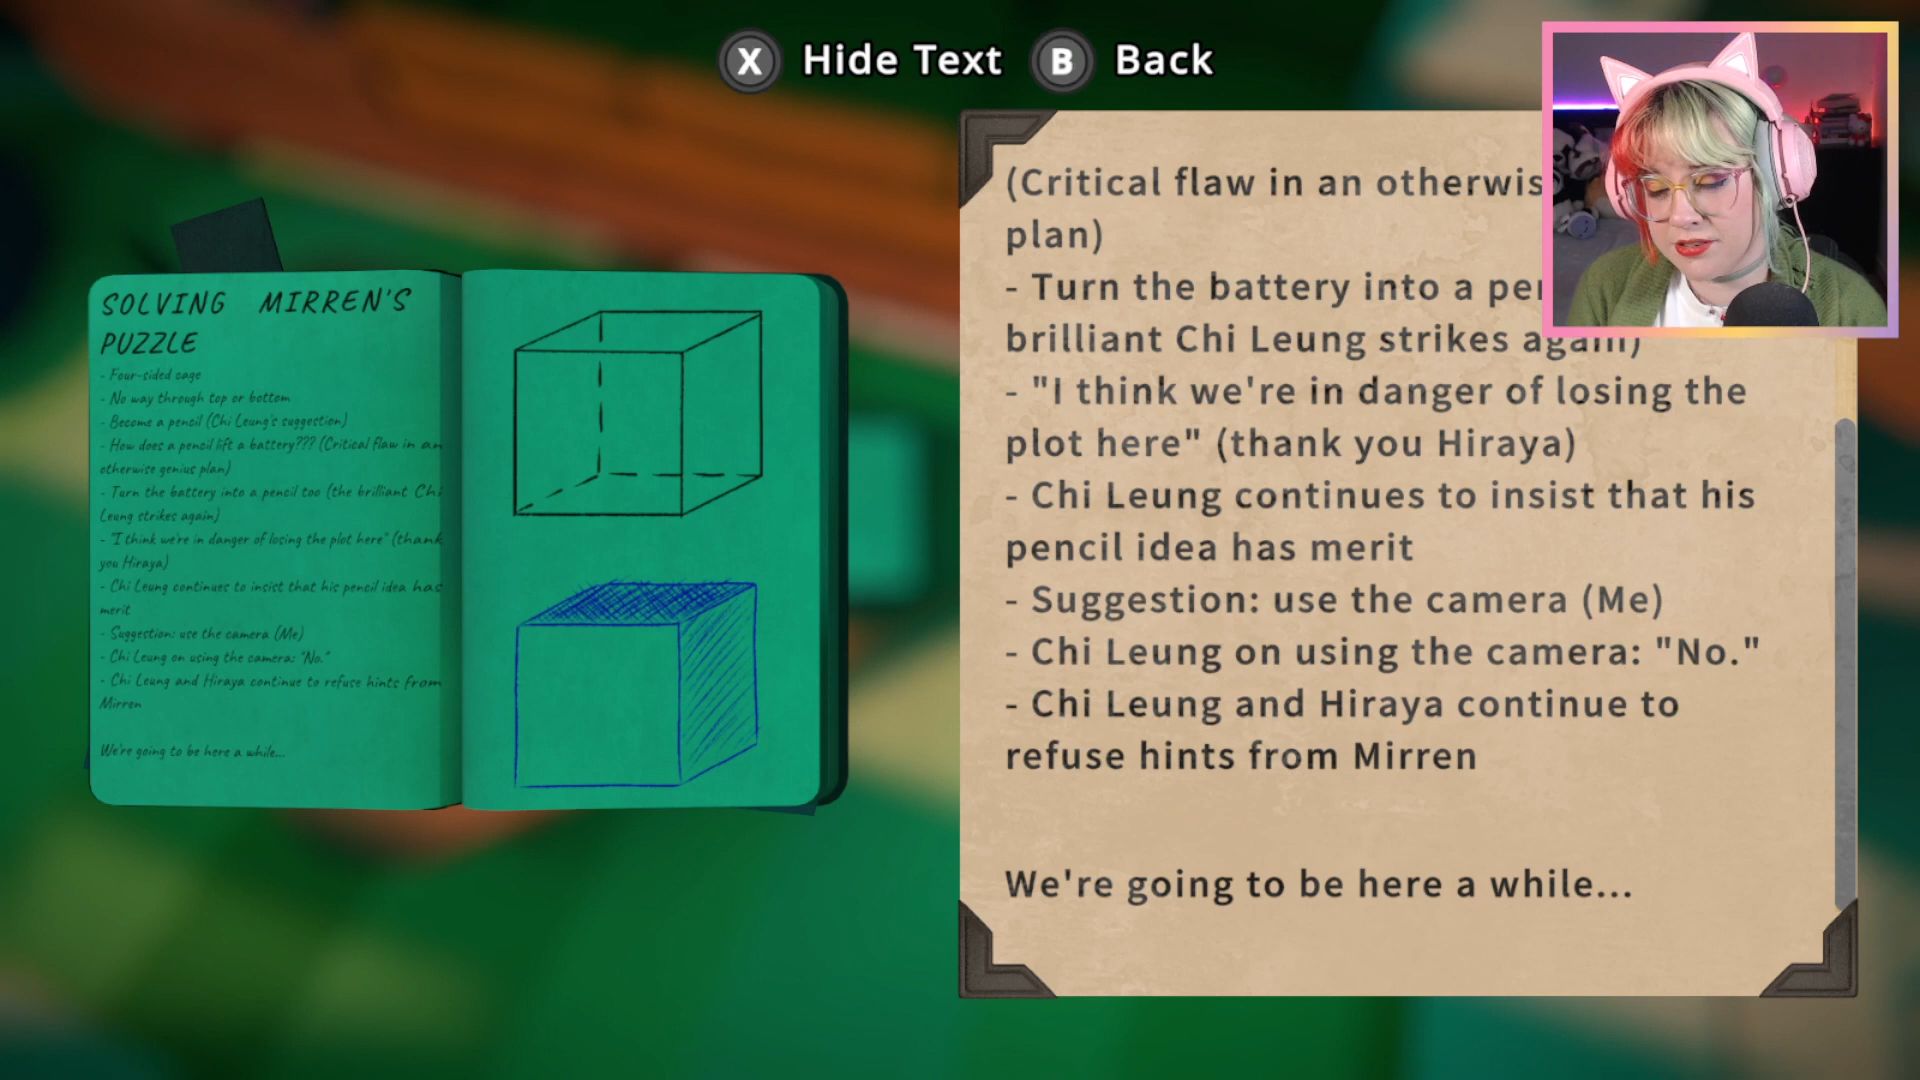 X Hide Text B Back
SOLVING MIRREN'S
PUZZLE
- Four-sided cage
- No way through top or bottom
- Become a pencil (Chi Leung's suggestion)
- How does a pencil lift a battery??? (Critical flaw in an
otherwise genius plan)
- Turn the battery into a pencil too (the brilliant Chi
Leung strikes again)
- "I think we're in danger of losing the plot here" (thank
you Hiraya)
- Chi Leung continues to insist that his pencil idea has
merit
- Suggestion: use the camera (Me)
- Chi Leung on using the camera: "No."
- Chi Leung and Hiraya continue to refuse hints from
Mirren
We're going to be here a while...
(Critical flaw in an
plan)
- Turn the battery into a
brilliant Chi Leung strikes again)
- "I think we're in danger of losing the
plot here" (thank you Hiraya)
- Chi Leung continues to insist that his
pencil idea has merit
- Suggestion: use the camera (Me)
- Chi Leung on using the camera: "No."
- Chi Leung and Hiraya continue to
refuse hints from Mirren
We're going to be here a while...